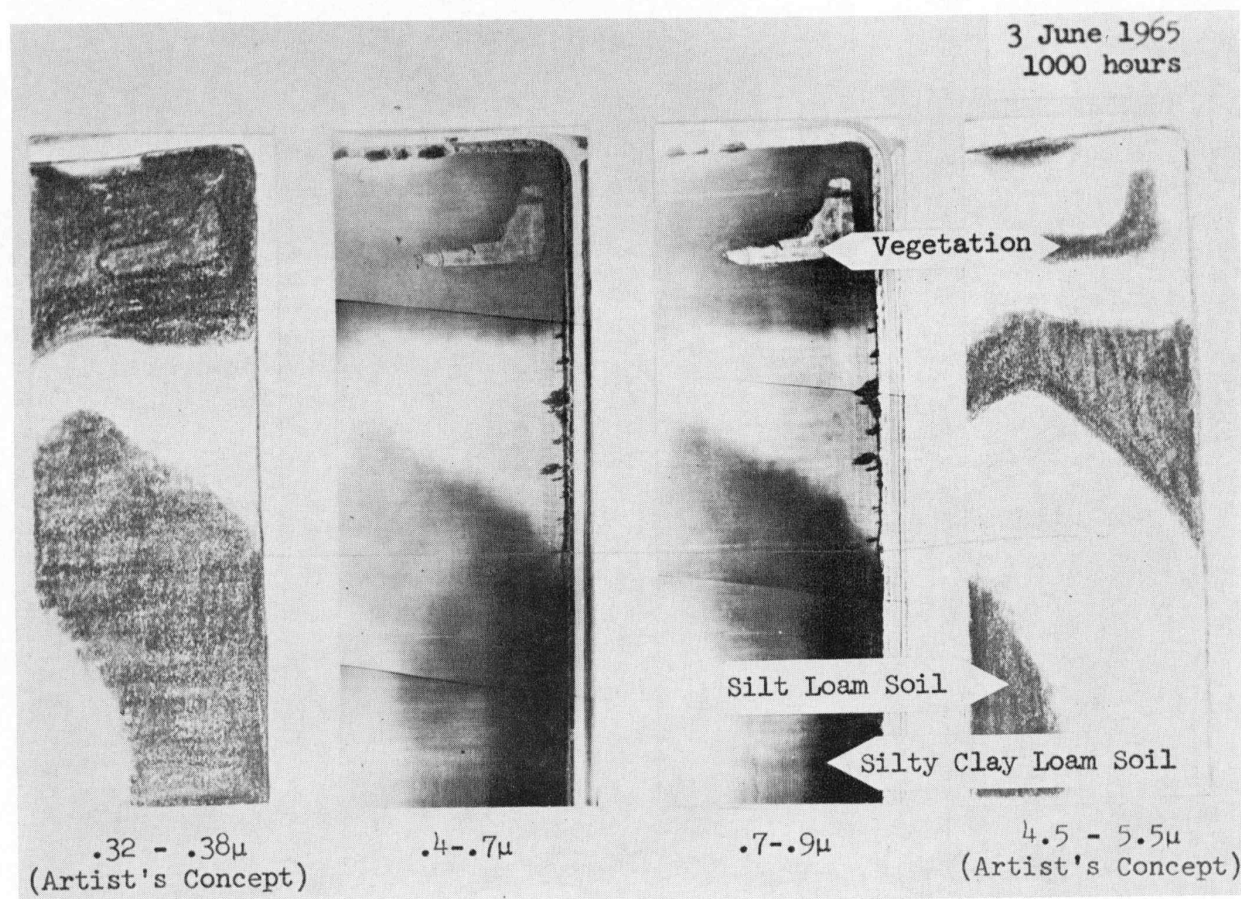 3 June 1965
1000 hours
Vegetation
Silt Loam Soil
Silty Clay Loam Soil
.32 - .38μ
(Artist's Concept)
.4-.7μ
.7-.9μ
4.5 - 5.5μ
(Artist's Concept)